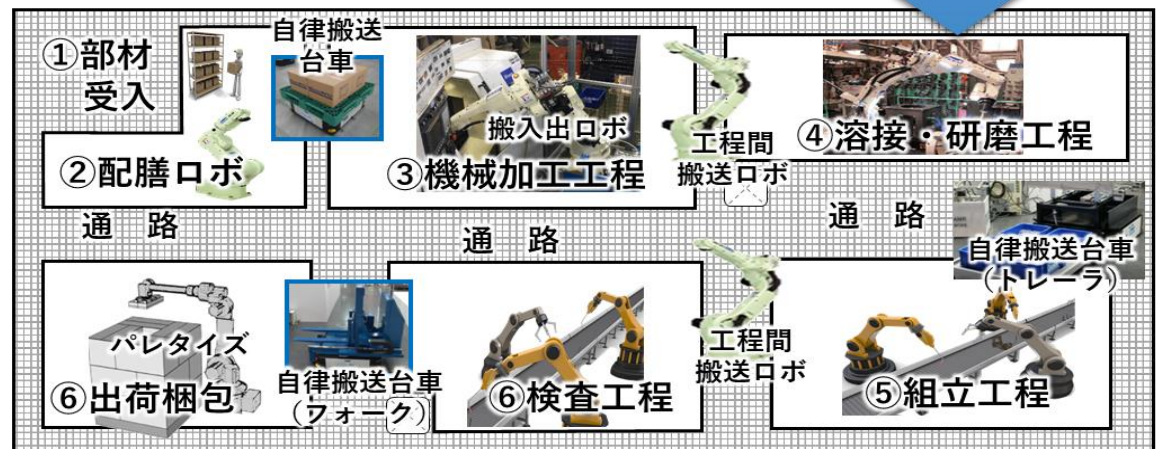 ①部材
受入
自律搬送
台車
②配膳ロボ
搬入出ロボ
③機械加工工程
工程間
搬送ロボ
④溶接・研磨工程
通 路
通 路
通 路
自律搬送台車
（トレーラ）
パレタイズ
⑥出荷梱包
自律搬送台車
（フォーク）
⑥検査工程
工程間
搬送ロボ
⑤組立工程